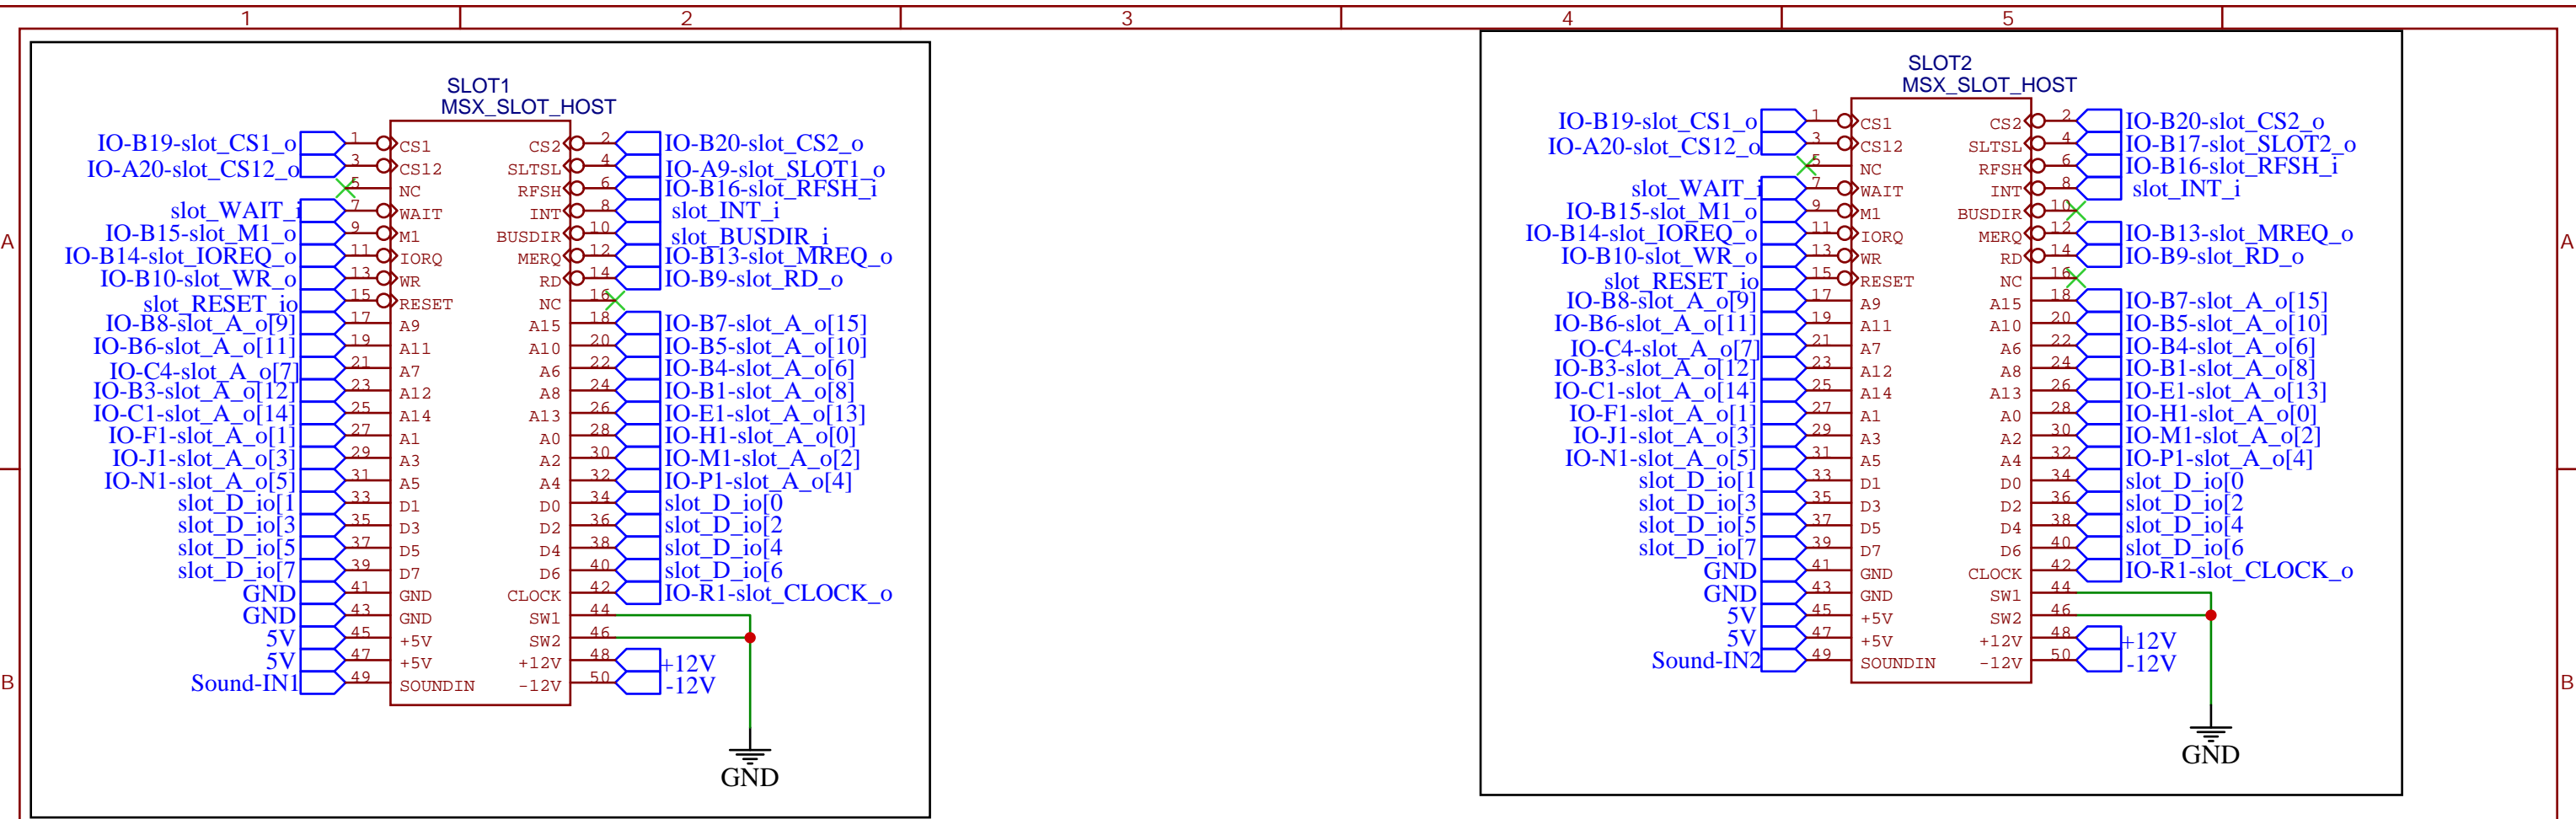 1 2 3 4 5
SLOT1
MSX_SLOT_HOST
IO-B19-slot_CS1_o 1 CS1 CS2 2 IO-B20-slot_CS2_o
IO-A20-slot_CS12_o 3 CS12 SLTSL 4 IO-A9-slot_SLOT1_o
5 NC RFSH 6 IO-B16-slot_RFSH_i
slot_WAIT_i 7 WAIT INT 8 slot_INT_i
IO-B15-slot_M1_o 9 M1 BUSDIR 10 slot_BUSDIR_i
IO-B14-slot_IOREQ_o 11 IORQ MERQ 12 IO-B13-slot_MREQ_o
IO-B10-slot_WR_o 13 WR RD 14 IO-B9-slot_RD_o
slot_RESET_io 15 RESET NC 16
IO-B8-slot_A_o[9] 17 A9 A15 18 IO-B7-slot_A_o[15]
IO-B6-slot_A_o[11] 19 A11 A10 20 IO-B5-slot_A_o[10]
IO-C4-slot_A_o[7] 21 A7 A6 22 IO-B4-slot_A_o[6]
IO-B3-slot_A_o[12] 23 A12 A8 24 IO-B1-slot_A_o[8]
IO-C1-slot_A_o[14] 25 A14 A13 26 IO-E1-slot_A_o[13]
IO-F1-slot_A_o[1] 27 A1 A0 28 IO-H1-slot_A_o[0]
IO-J1-slot_A_o[3] 29 A3 A2 30 IO-M1-slot_A_o[2]
IO-N1-slot_A_o[5] 31 A5 A4 32 IO-P1-slot_A_o[4]
slot_D_io[1 33 D1 D0 34 slot_D_io[0
slot_D_io[3 35 D3 D2 36 slot_D_io[2
slot_D_io[5 37 D5 D4 38 slot_D_io[4
slot_D_io[7 39 D7 D6 40 slot_D_io[6
GND 41 GND CLOCK 42 IO-R1-slot_CLOCK_o
GND 43 GND SW1 44
5V 45 +5V SW2 46
5V 47 +5V +12V 48 +12V
Sound-IN1 49 SOUNDIN -12V 50 -12V
GND
SLOT2
MSX_SLOT_HOST
IO-B19-slot_CS1_o 1 CS1 CS2 2 IO-B20-slot_CS2_o
IO-A20-slot_CS12_o 3 CS12 SLTSL 4 IO-B17-slot_SLOT2_o
5 NC RFSH 6 IO-B16-slot_RFSH_i
slot_WAIT_i 7 WAIT INT 8 slot_INT_i
IO-B15-slot_M1_o 9 M1 BUSDIR 10
IO-B14-slot_IOREQ_o 11 IORQ MERQ 12 IO-B13-slot_MREQ_o
IO-B10-slot_WR_o 13 WR RD 14 IO-B9-slot_RD_o
slot_RESET_io 15 RESET NC 16
IO-B8-slot_A_o[9] 17 A9 A15 18 IO-B7-slot_A_o[15]
IO-B6-slot_A_o[11] 19 A11 A10 20 IO-B5-slot_A_o[10]
IO-C4-slot_A_o[7] 21 A7 A6 22 IO-B4-slot_A_o[6]
IO-B3-slot_A_o[12] 23 A12 A8 24 IO-B1-slot_A_o[8]
IO-C1-slot_A_o[14] 25 A14 A13 26 IO-E1-slot_A_o[13]
IO-F1-slot_A_o[1] 27 A1 A0 28 IO-H1-slot_A_o[0]
IO-J1-slot_A_o[3] 29 A3 A2 30 IO-M1-slot_A_o[2]
IO-N1-slot_A_o[5] 31 A5 A4 32 IO-P1-slot_A_o[4]
slot_D_io[1 33 D1 D0 34 slot_D_io[0
slot_D_io[3 35 D3 D2 36 slot_D_io[2
slot_D_io[5 37 D5 D4 38 slot_D_io[4
slot_D_io[7 39 D7 D6 40 slot_D_io[6
GND 41 GND CLOCK 42 IO-R1-slot_CLOCK_o
GND 43 GND SW1 44
5V 45 +5V SW2 46
5V 47 +5V +12V 48 +12V
Sound-IN2 49 SOUNDIN -12V 50 -12V
GND
A A
B B